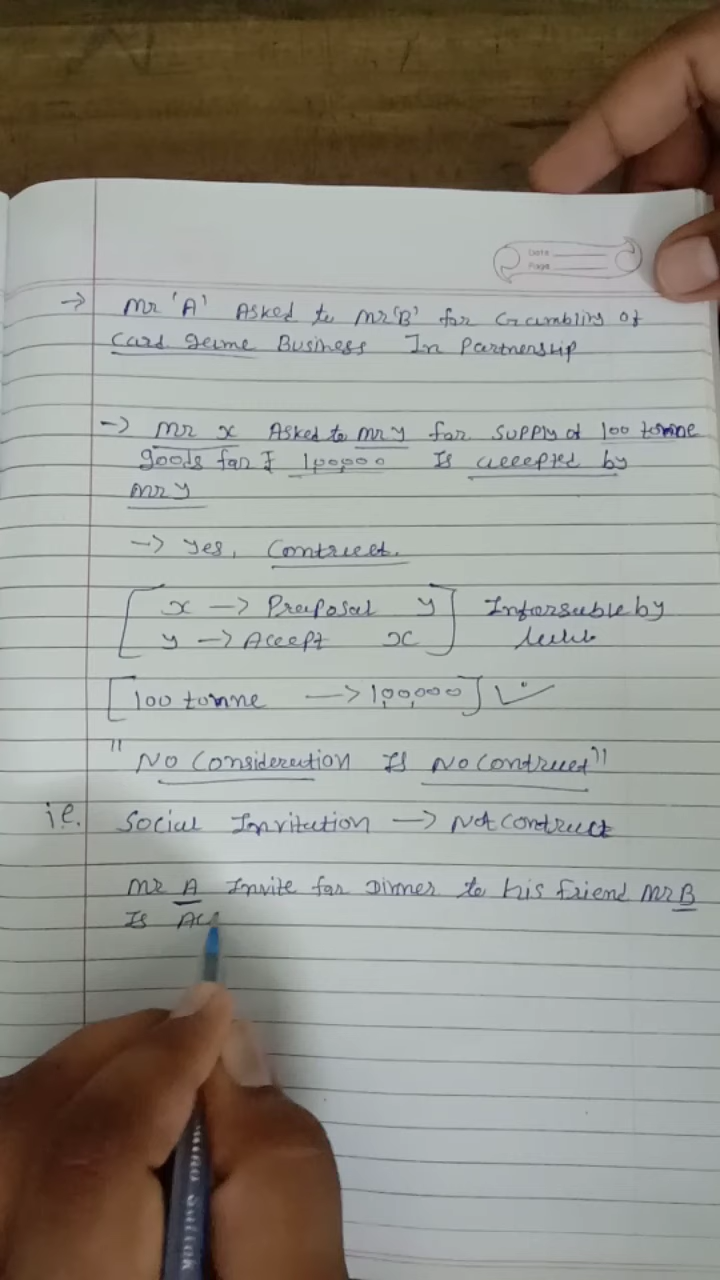 Date
Page
→ Mr 'A' Asked to Mr 'B' for Gambling of
Card Game Business In Partnership
→ Mr x Asked to Mr y for supply of 100 tonne
goods for ₹ 1,00,000 Is accepted by
Mr y
→ Yes, Contract.
x → Proposal y Inforsable by
y → Accept x
[100 tonne → 1,00,000] ✓
"No Consideration Is No contract"
i.e. Social Invitation → Not contract
Mr A Invite for Dinner to his friend Mr B
Is Ac